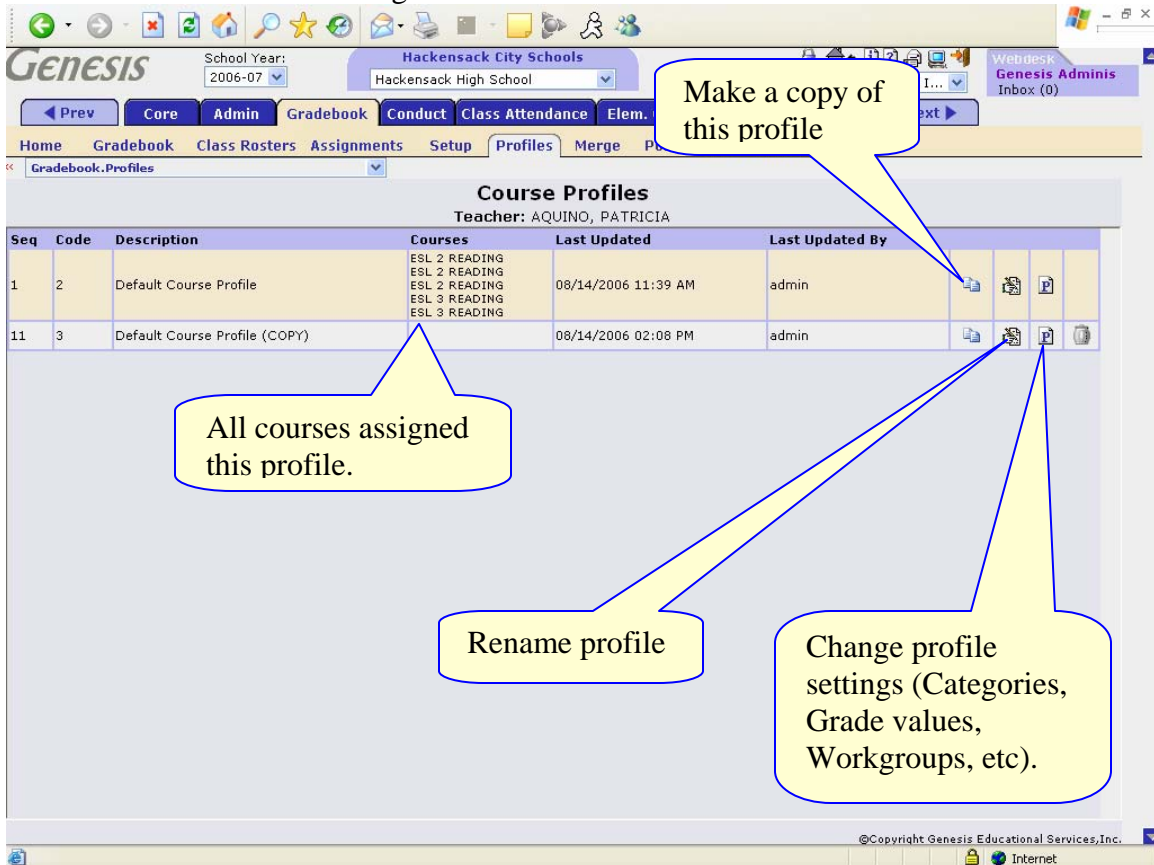 Genesis
School Year:
2006-07
Hackensack City Schools
Hackensack High School
I...
Webdesk
Genesis Adminis
Inbox (0)
Prev Core Admin Gradebook Conduct Class Attendance Elem.
Home Gradebook Class Rosters Assignments Setup Profiles Merge
Gradebook.Profiles
Make a copy of
this profile
Course Profiles
Teacher: AQUINO, PATRICIA
Seq Code Description Courses Last Updated Last Updated By
ESL 2 READING
ESL 2 READING
1 2 Default Course Profile ESL 2 READING 08/14/2006 11:39 AM admin
ESL 3 READING
ESL 3 READING
11 3 Default Course Profile (COPY) 08/14/2006 02:08 PM admin
All courses assigned
this profile.
Rename profile
Change profile
settings (Categories,
Grade values,
Workgroups, etc).
©Copyright Genesis Educational Services,Inc.
Internet